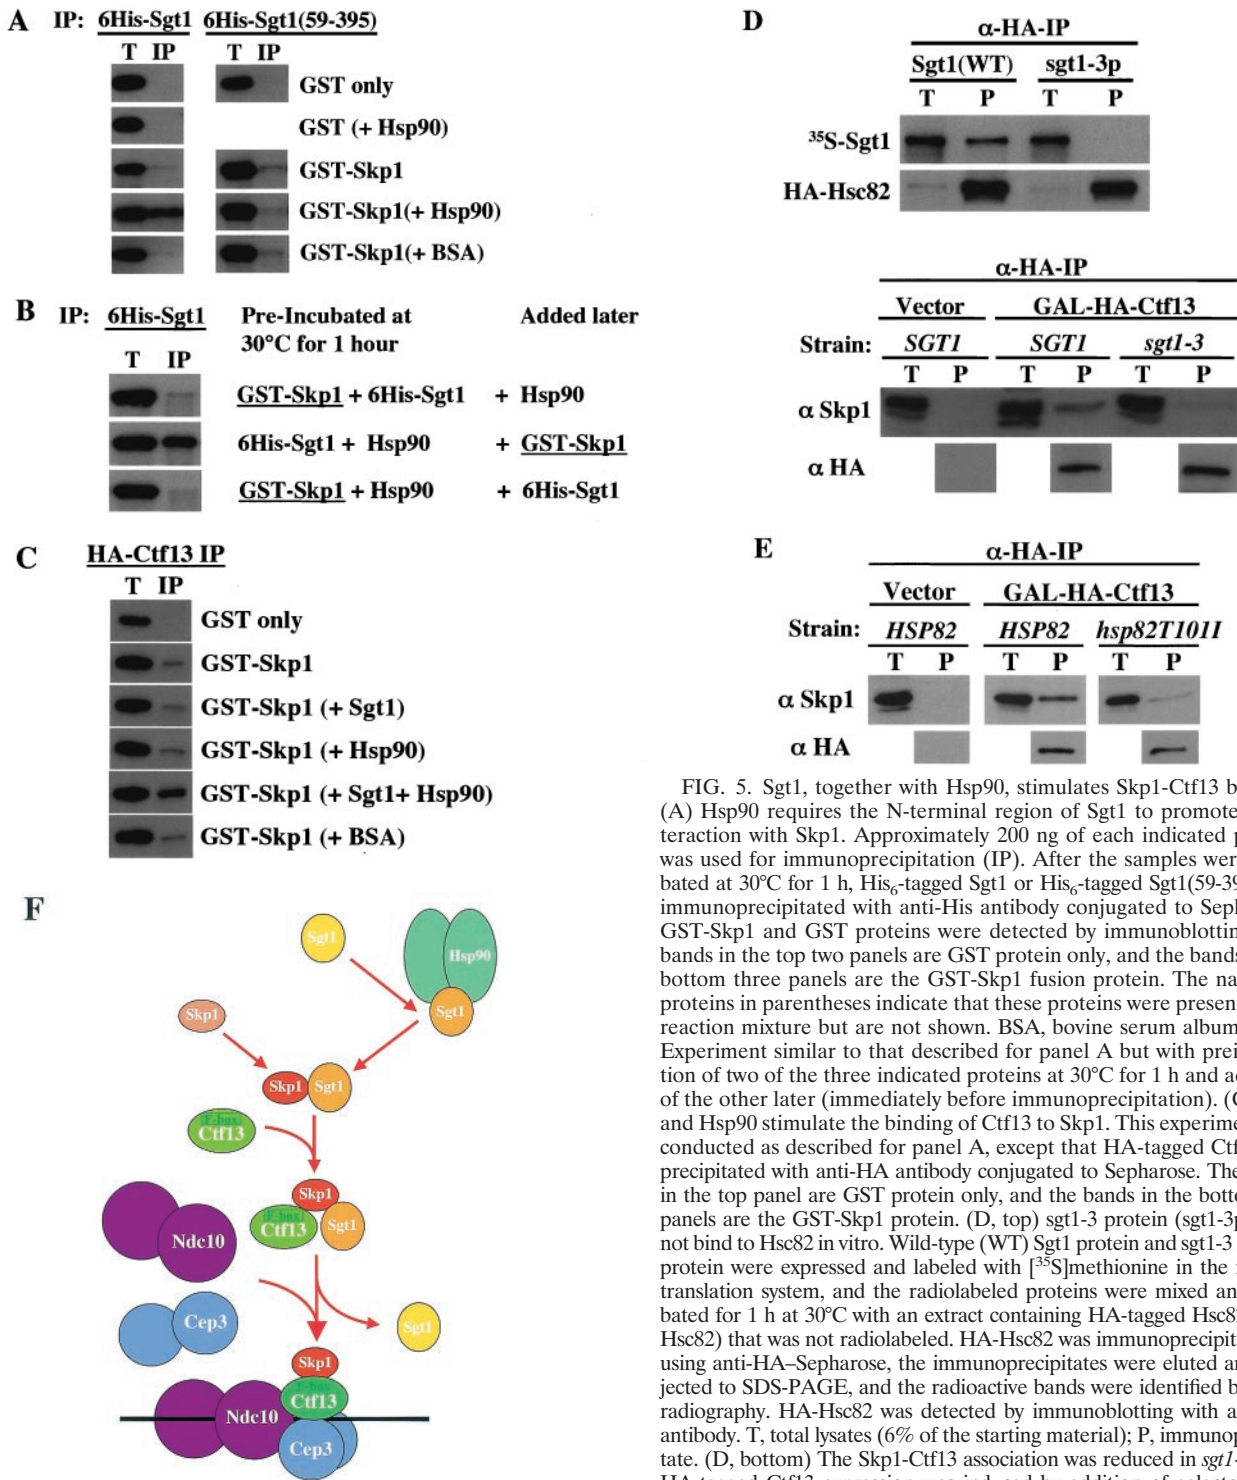 A IP: 6His-Sgt1 6His-Sgt1(59-395)
T IP T IP
GST only
GST (+ Hsp90)
GST-Skp1
GST-Skp1(+ Hsp90)
GST-Skp1(+ BSA)
B IP: 6His-Sgt1 Pre-Incubated at 30°C for 1 hour Added later
T IP
GST-Skp1 + 6His-Sgt1 + Hsp90
6His-Sgt1 + Hsp90 + GST-Skp1
GST-Skp1 + Hsp90 + 6His-Sgt1
C HA-Ctf13 IP
T IP
GST only
GST-Skp1
GST-Skp1 (+ Sgt1)
GST-Skp1 (+ Hsp90)
GST-Skp1 (+ Sgt1+ Hsp90)
GST-Skp1 (+ BSA)
F
Sgt1
Hsp90
Sgt1
Skp1
Skp1 Sgt1
F-box
Ctf13
Skp1
F-box
Ctf13 Sgt1
Ndc10
Cep3
Sgt1
Skp1
F-box
Ctf13
Ndc10
Cep3
D
α-HA-IP
Sgt1(WT) sgt1-3p
T P T P
³⁵S-Sgt1
HA-Hsc82
α-HA-IP
Vector GAL-HA-Ctf13
Strain: SGT1 SGT1 sgt1-3
T P T P T P
α Skp1
α HA
E
α-HA-IP
Vector GAL-HA-Ctf13
Strain: HSP82 HSP82 hsp82T101I
T P T P T P
α Skp1
α HA
FIG. 5. Sgt1, together with Hsp90, stimulates Skp1-Ctf13 b
(A) Hsp90 requires the N-terminal region of Sgt1 to promote
teraction with Skp1. Approximately 200 ng of each indicated p
was used for immunoprecipitation (IP). After the samples were
bated at 30°C for 1 h, His₆-tagged Sgt1 or His₆-tagged Sgt1(59-39
immunoprecipitated with anti-His antibody conjugated to Seph
GST-Skp1 and GST proteins were detected by immunoblotting
bands in the top two panels are GST protein only, and the bands
bottom three panels are the GST-Skp1 fusion protein. The na
proteins in parentheses indicate that these proteins were present
reaction mixture but are not shown. BSA, bovine serum album
Experiment similar to that described for panel A but with prei
tion of two of the three indicated proteins at 30°C for 1 h and ad
of the other later (immediately before immunoprecipitation). (C
and Hsp90 stimulate the binding of Ctf13 to Skp1. This experime
conducted as described for panel A, except that HA-tagged Ctf
precipitated with anti-HA antibody conjugated to Sepharose. The
in the top panel are GST protein only, and the bands in the botto
panels are the GST-Skp1 protein. (D, top) sgt1-3 protein (sgt1-3p
not bind to Hsc82 in vitro. Wild-type (WT) Sgt1 protein and sgt1-3
protein were expressed and labeled with [³⁵S]methionine in the
translation system, and the radiolabeled proteins were mixed an
bated for 1 h at 30°C with an extract containing HA-tagged Hsc82
Hsc82) that was not radiolabeled. HA-Hsc82 was immunoprecipita
using anti-HA–Sepharose, the immunoprecipitates were eluted an
jected to SDS-PAGE, and the radioactive bands were identified b
radiography. HA-Hsc82 was detected by immunoblotting with a
antibody. T, total lysates (6% of the starting material); P, immunop
tate. (D, bottom) The Skp1-Ctf13 association was reduced in sgt1-
HA-tagged Ctf13 expression was induced by addition of galacto